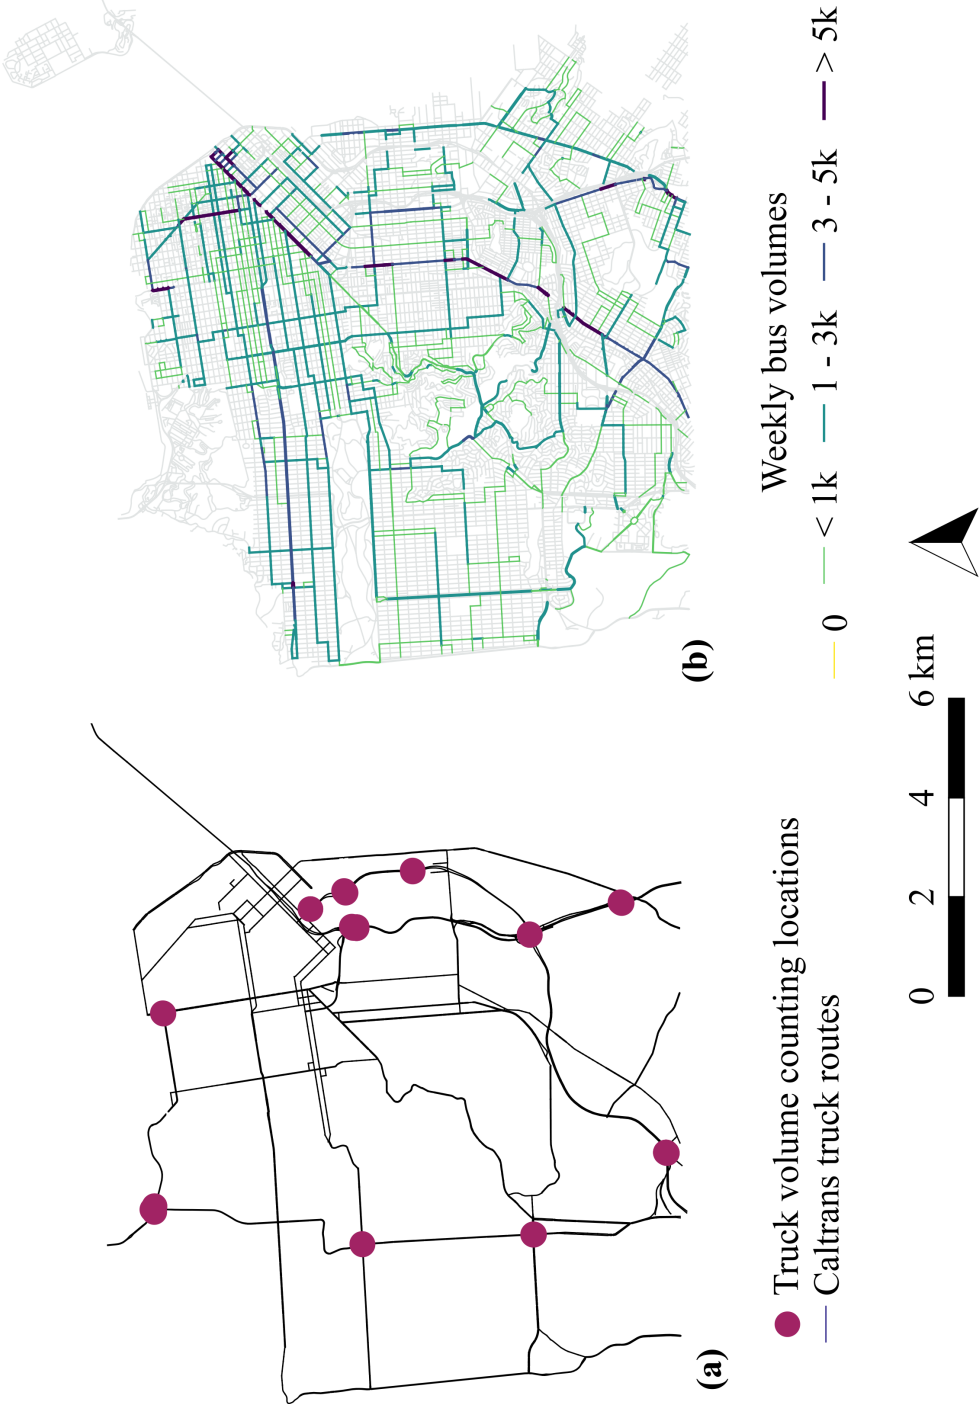 (a)
(b)
Truck volume counting locations
Caltrans truck routes
Weekly bus volumes
0
< 1k
1 - 3k
3 - 5k
> 5k
0 2 4 6 km